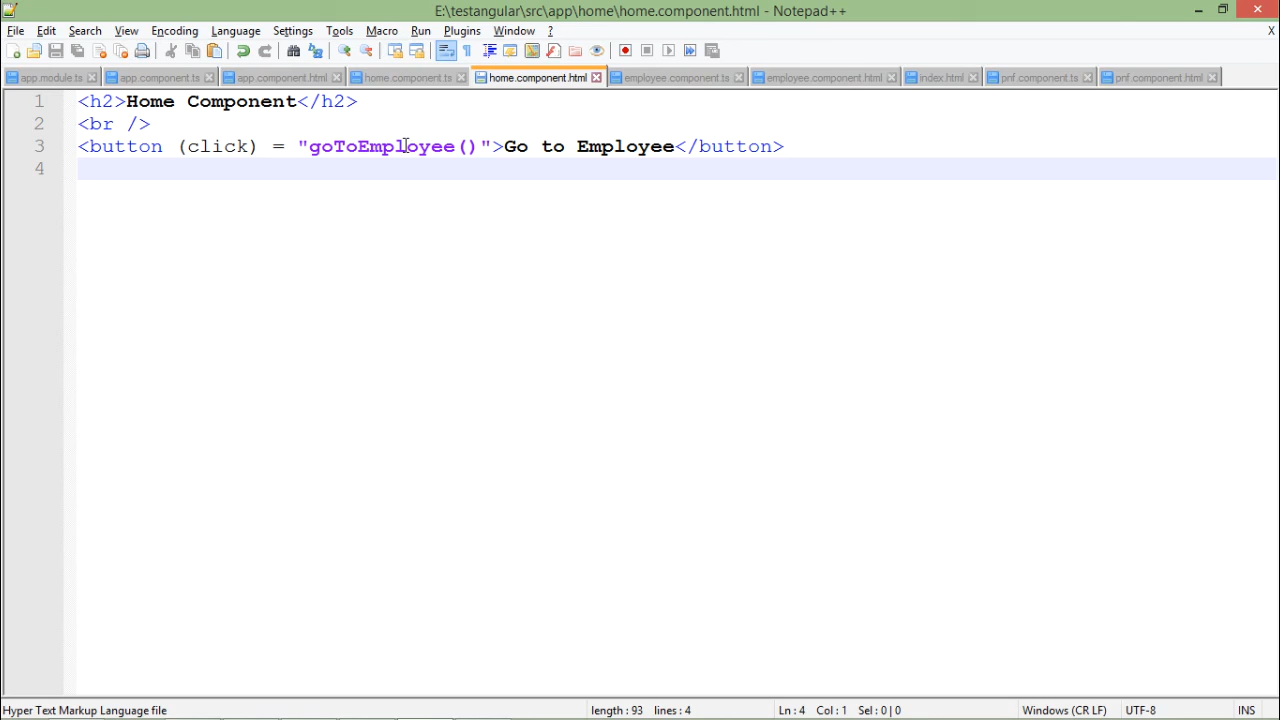 E:\testangular\src\app\home\home.component.html - Notepad++
File Edit Search View Encoding Language Settings Tools Macro Run Plugins Window ? X
app.module.ts app.component.ts app.component.html home.component.ts home.component.html employee.component.ts employee.component.html index.html pnf.component.ts pnf.component.html
1 <h2>Home Component</h2>
2 <br />
3 <button (click) = "goToEmployee()">Go to Employee</button>
4
Hyper Text Markup Language file length : 93 lines : 4 Ln : 4 Col : 1 Sel : 0 | 0 Windows (CR LF) UTF-8 INS